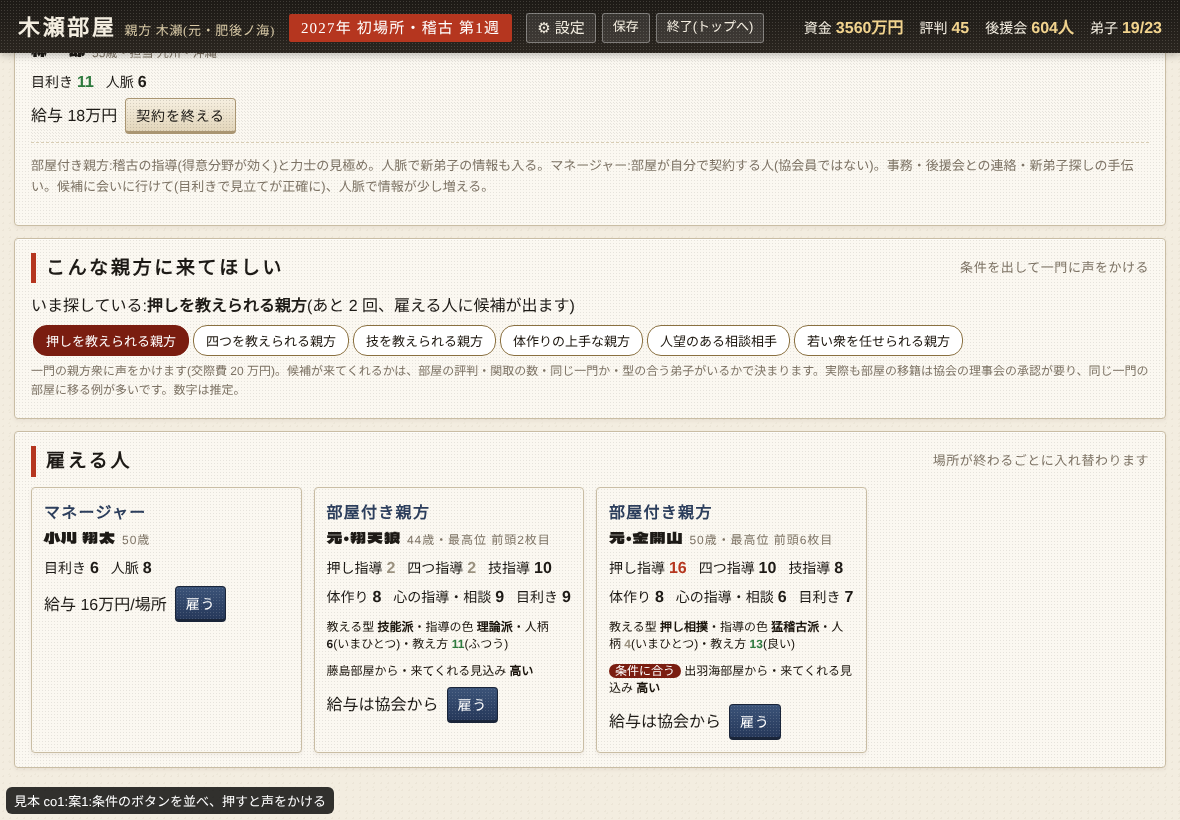 木瀬部屋 親方 木瀬(元・肥後ノ海) 2027年 初場所・稽古 第1週 ⚙ 設定 保存 終了(トップへ) 資金 3560万円 評判 45 後援会 604人 弟子 19/23
目利き 11 人脈 6
給与 18万円 契約を終える
部屋付き親方:稽古の指導(得意分野が効く)と力士の見極め。人脈で新弟子の情報も入る。マネージャー:部屋が自分で契約する人(協会員ではない)。事務・後援会との連絡・新弟子探しの手伝
い。候補に会いに行けて(目利きで見立てが正確に)、人脈で情報が少し増える。
こんな親方に来てほしい 条件を出して一門に声をかける
いま探している:押しを教えられる親方(あと 2 回、雇える人に候補が出ます)
押しを教えられる親方 四つを教えられる親方 技を教えられる親方 体作りの上手な親方 人望のある相談相手 若い衆を任せられる親方
一門の親方衆に声をかけます(交際費 20 万円)。候補が来てくれるかは、部屋の評判・関取の数・同じ一門か・型の合う弟子がいるかで決まります。実際も部屋の移籍は協会の理事会の承認が要り、同じ一門の
部屋に移る例が多いです。数字は推定。
雇える人 場所が終わるごとに入れ替わります
マネージャー
小川 翔太 50歳
目利き 6 人脈 8
給与 16万円/場所 雇う
部屋付き親方
元・翔天狼 44歳・最高位 前頭2枚目
押し指導 2 四つ指導 2 技指導 10
体作り 8 心の指導・相談 9 目利き 9
教える型 技能派・指導の色 理論派・人柄
6(いまひとつ)・教え方 11(ふつう)
藤島部屋から・来てくれる見込み 高い
給与は協会から 雇う
部屋付き親方
元・金開山 50歳・最高位 前頭6枚目
押し指導 16 四つ指導 10 技指導 8
体作り 8 心の指導・相談 6 目利き 7
教える型 押し相撲・指導の色 猛稽古派・人
柄 4(いまひとつ)・教え方 13(良い)
条件に合う 出羽海部屋から・来てくれる見
込み 高い
給与は協会から 雇う
見本 co1:案1:条件のボタンを並べ、押すと声をかける